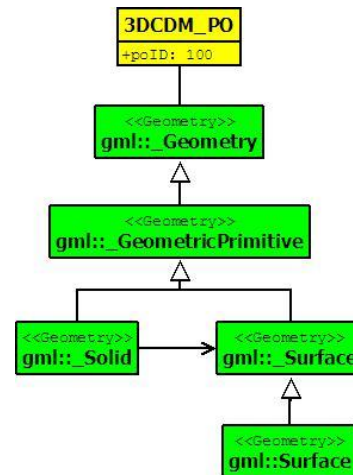 3DCDM_PO
+poID: 100
<<Geometry>>
gml::_Geometry
<<Geometry>>
gml::_GeometricPrimitive
<<Geometry>>
gml::_Solid
<<Geometry>>
gml::_Surface
<<Geometry>>
gml::Surface